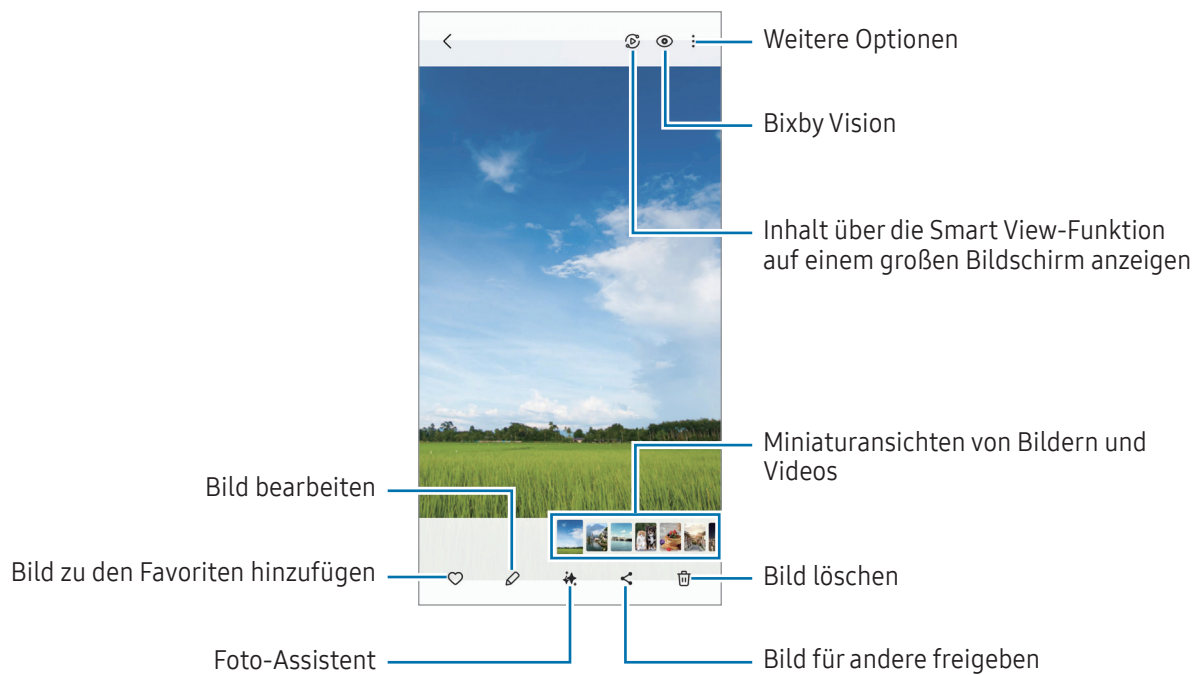 Weitere Optionen
Bixby Vision
Inhalt über die Smart View-Funktion
auf einem großen Bildschirm anzeigen
Miniaturansichten von Bildern und
Videos
Bild bearbeiten
Bild zu den Favoriten hinzufügen
Bild löschen
Foto-Assistent
Bild für andere freigeben